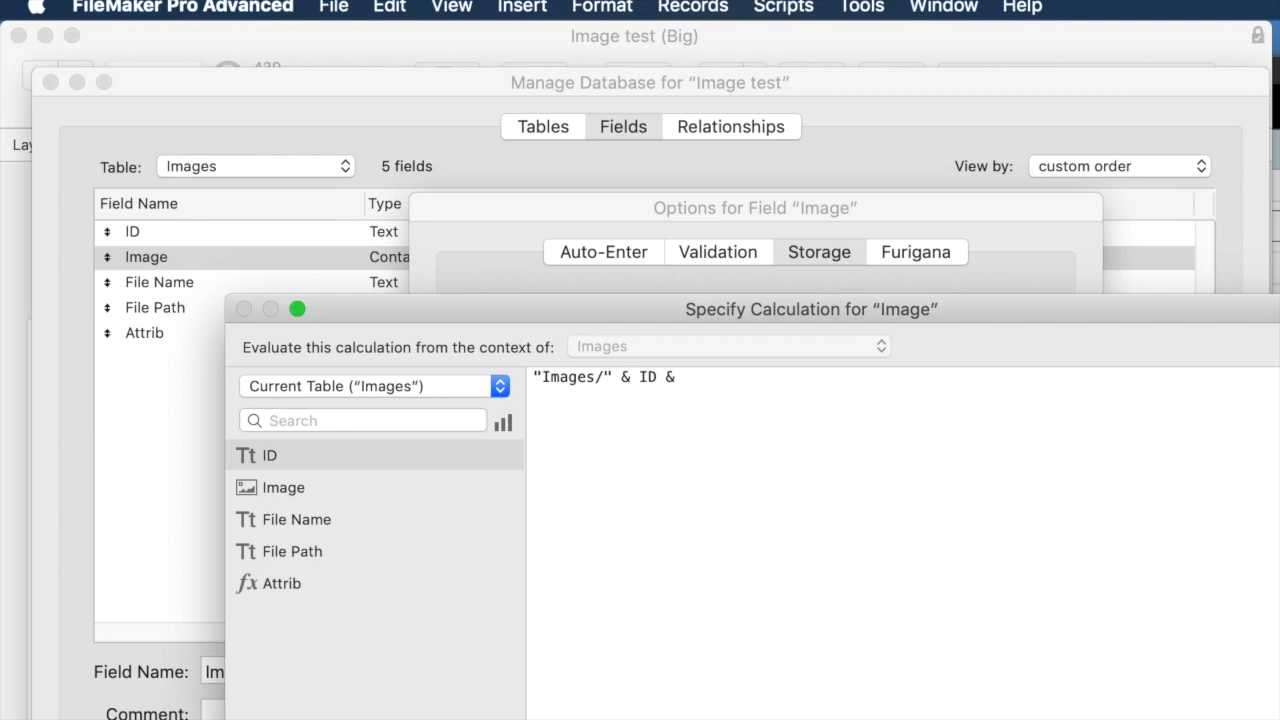 FileMaker Pro Advanced File Edit View Insert Format Records Scripts Tools Window Help
Image test (Big)
Manage Database for “Image test”
Tables Fields Relationships
Table: Images 5 fields View by: custom order
Field Name Type
Options for Field “Image”
ID Text
Auto-Enter Validation Storage Furigana
Image Conta
File Name Text
File Path
Attrib
Specify Calculation for “Image”
Evaluate this calculation from the context of: Images
Current Table (“Images”)
"Images/" & ID &
Search
ID
Image
File Name
File Path
Attrib
Field Name: Im
Comment: